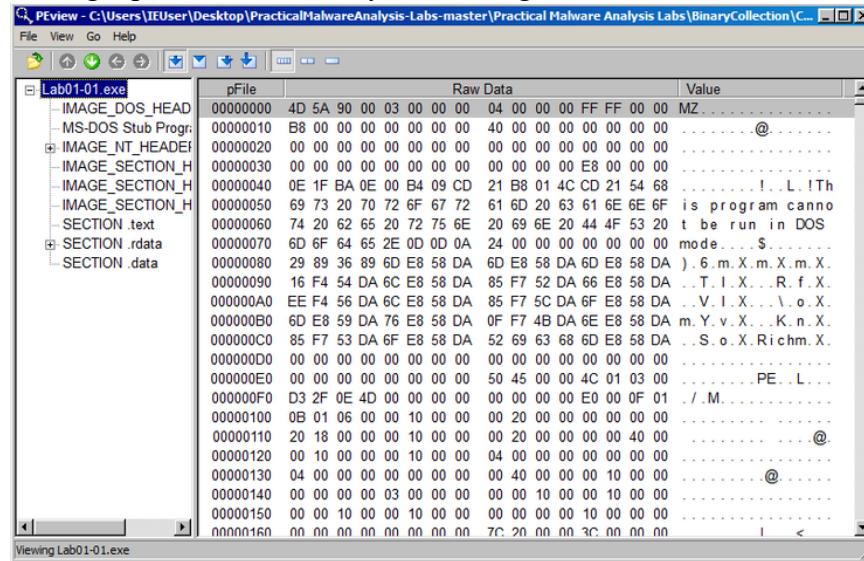 PEview - C:\Users\IEUser\Desktop\PracticalMalwareAnalysis-Labs-master\Practical Malware Analysis Labs\BinaryCollection\C...
File View Go Help
Lab01-01.exe
IMAGE_DOS_HEAD
MS-DOS Stub Progr
IMAGE_NT_HEADE
IMAGE_SECTION_H
IMAGE_SECTION_H
IMAGE_SECTION_H
SECTION .text
SECTION .rdata
SECTION .data
pFile Raw Data Value
00000000 4D 5A 90 00 03 00 00 00 04 00 00 00 FF FF 00 00 MZ..............
00000010 B8 00 00 00 00 00 00 00 40 00 00 00 00 00 00 00 ........@.......
00000020 00 00 00 00 00 00 00 00 00 00 00 00 00 00 00 00 ................
00000030 00 00 00 00 00 00 00 00 00 00 00 00 E8 00 00 00 ................
00000040 0E 1F BA 0E 00 B4 09 CD 21 B8 01 4C CD 21 54 68 ........!..L.!Th
00000050 69 73 20 70 72 6F 67 72 61 6D 20 63 61 6E 6E 6F is program canno
00000060 74 20 62 65 20 72 75 6E 20 69 6E 20 44 4F 53 20 t be run in DOS
00000070 6D 6F 64 65 2E 0D 0D 0A 24 00 00 00 00 00 00 00 mode....$.......
00000080 29 89 36 89 6D E8 58 DA 6D E8 58 DA 6D E8 58 DA ).6.m.X.m.X.m.X.
00000090 16 F4 54 DA 6C E8 58 DA 85 F7 52 DA 66 E8 58 DA ..T.l.X...R.f.X.
000000A0 EE F4 56 DA 6C E8 58 DA 85 F7 5C DA 6F E8 58 DA ..V.l.X...\.o.X.
000000B0 6D E8 59 DA 76 E8 58 DA 0F F7 4B DA 6E E8 58 DA m.Y.v.X...K.n.X.
000000C0 85 F7 53 DA 6F E8 58 DA 52 69 63 68 6D E8 58 DA ..S.o.X.Richm.X.
000000D0 00 00 00 00 00 00 00 00 00 00 00 00 00 00 00 00 ................
000000E0 00 00 00 00 00 00 00 00 50 45 00 00 4C 01 03 00 ........PE..L...
000000F0 D3 2F 0E 4D 00 00 00 00 00 00 00 00 E0 00 0F 01 ./.M............
00000100 0B 01 06 00 00 10 00 00 00 20 00 00 00 00 00 00 ......... ......
00000110 20 18 00 00 00 10 00 00 00 20 00 00 00 00 40 00 ......... ....@.
00000120 00 10 00 00 00 10 00 00 04 00 00 00 00 00 00 00 ................
00000130 04 00 00 00 00 00 00 00 00 40 00 00 00 10 00 00 .........@......
00000140 00 00 00 00 03 00 00 00 00 00 10 00 00 10 00 00 ................
00000150 00 00 10 00 00 10 00 00 00 00 00 00 10 00 00 00 ................
00000160 00 00 00 00 00 00 00 00 7C 20 00 00 3C 00 00 00
Viewing Lab01-01.exe